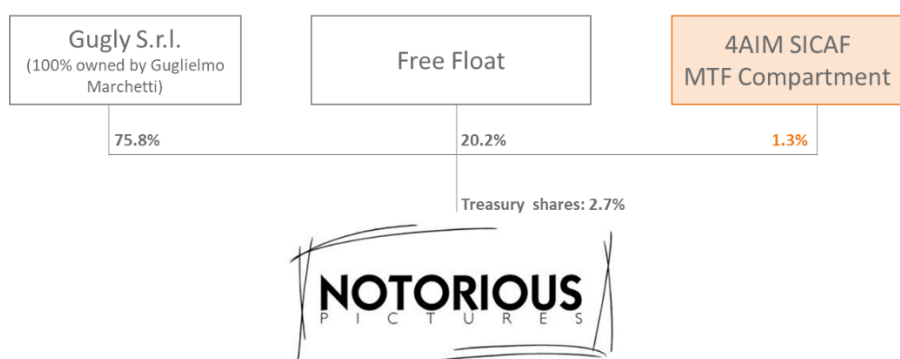 Gugly S.r.l.
(100% owned by Guglielmo
Marchetti)
Free Float
4AIM SICAF
MTF Compartment
75.8%
20.2%
1.3%
Treasury shares: 2.7%
NOTORIOUS
PICTURES